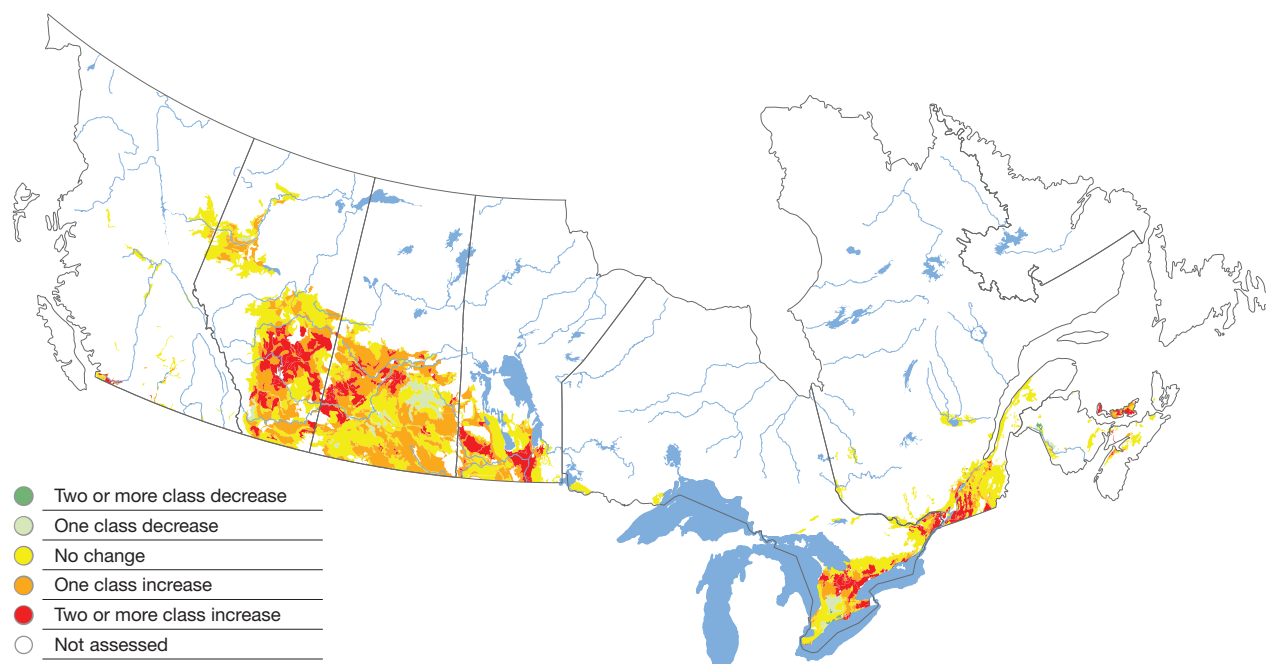 Two or more class decrease
One class decrease
No change
One class increase
Two or more class increase
Not assessed